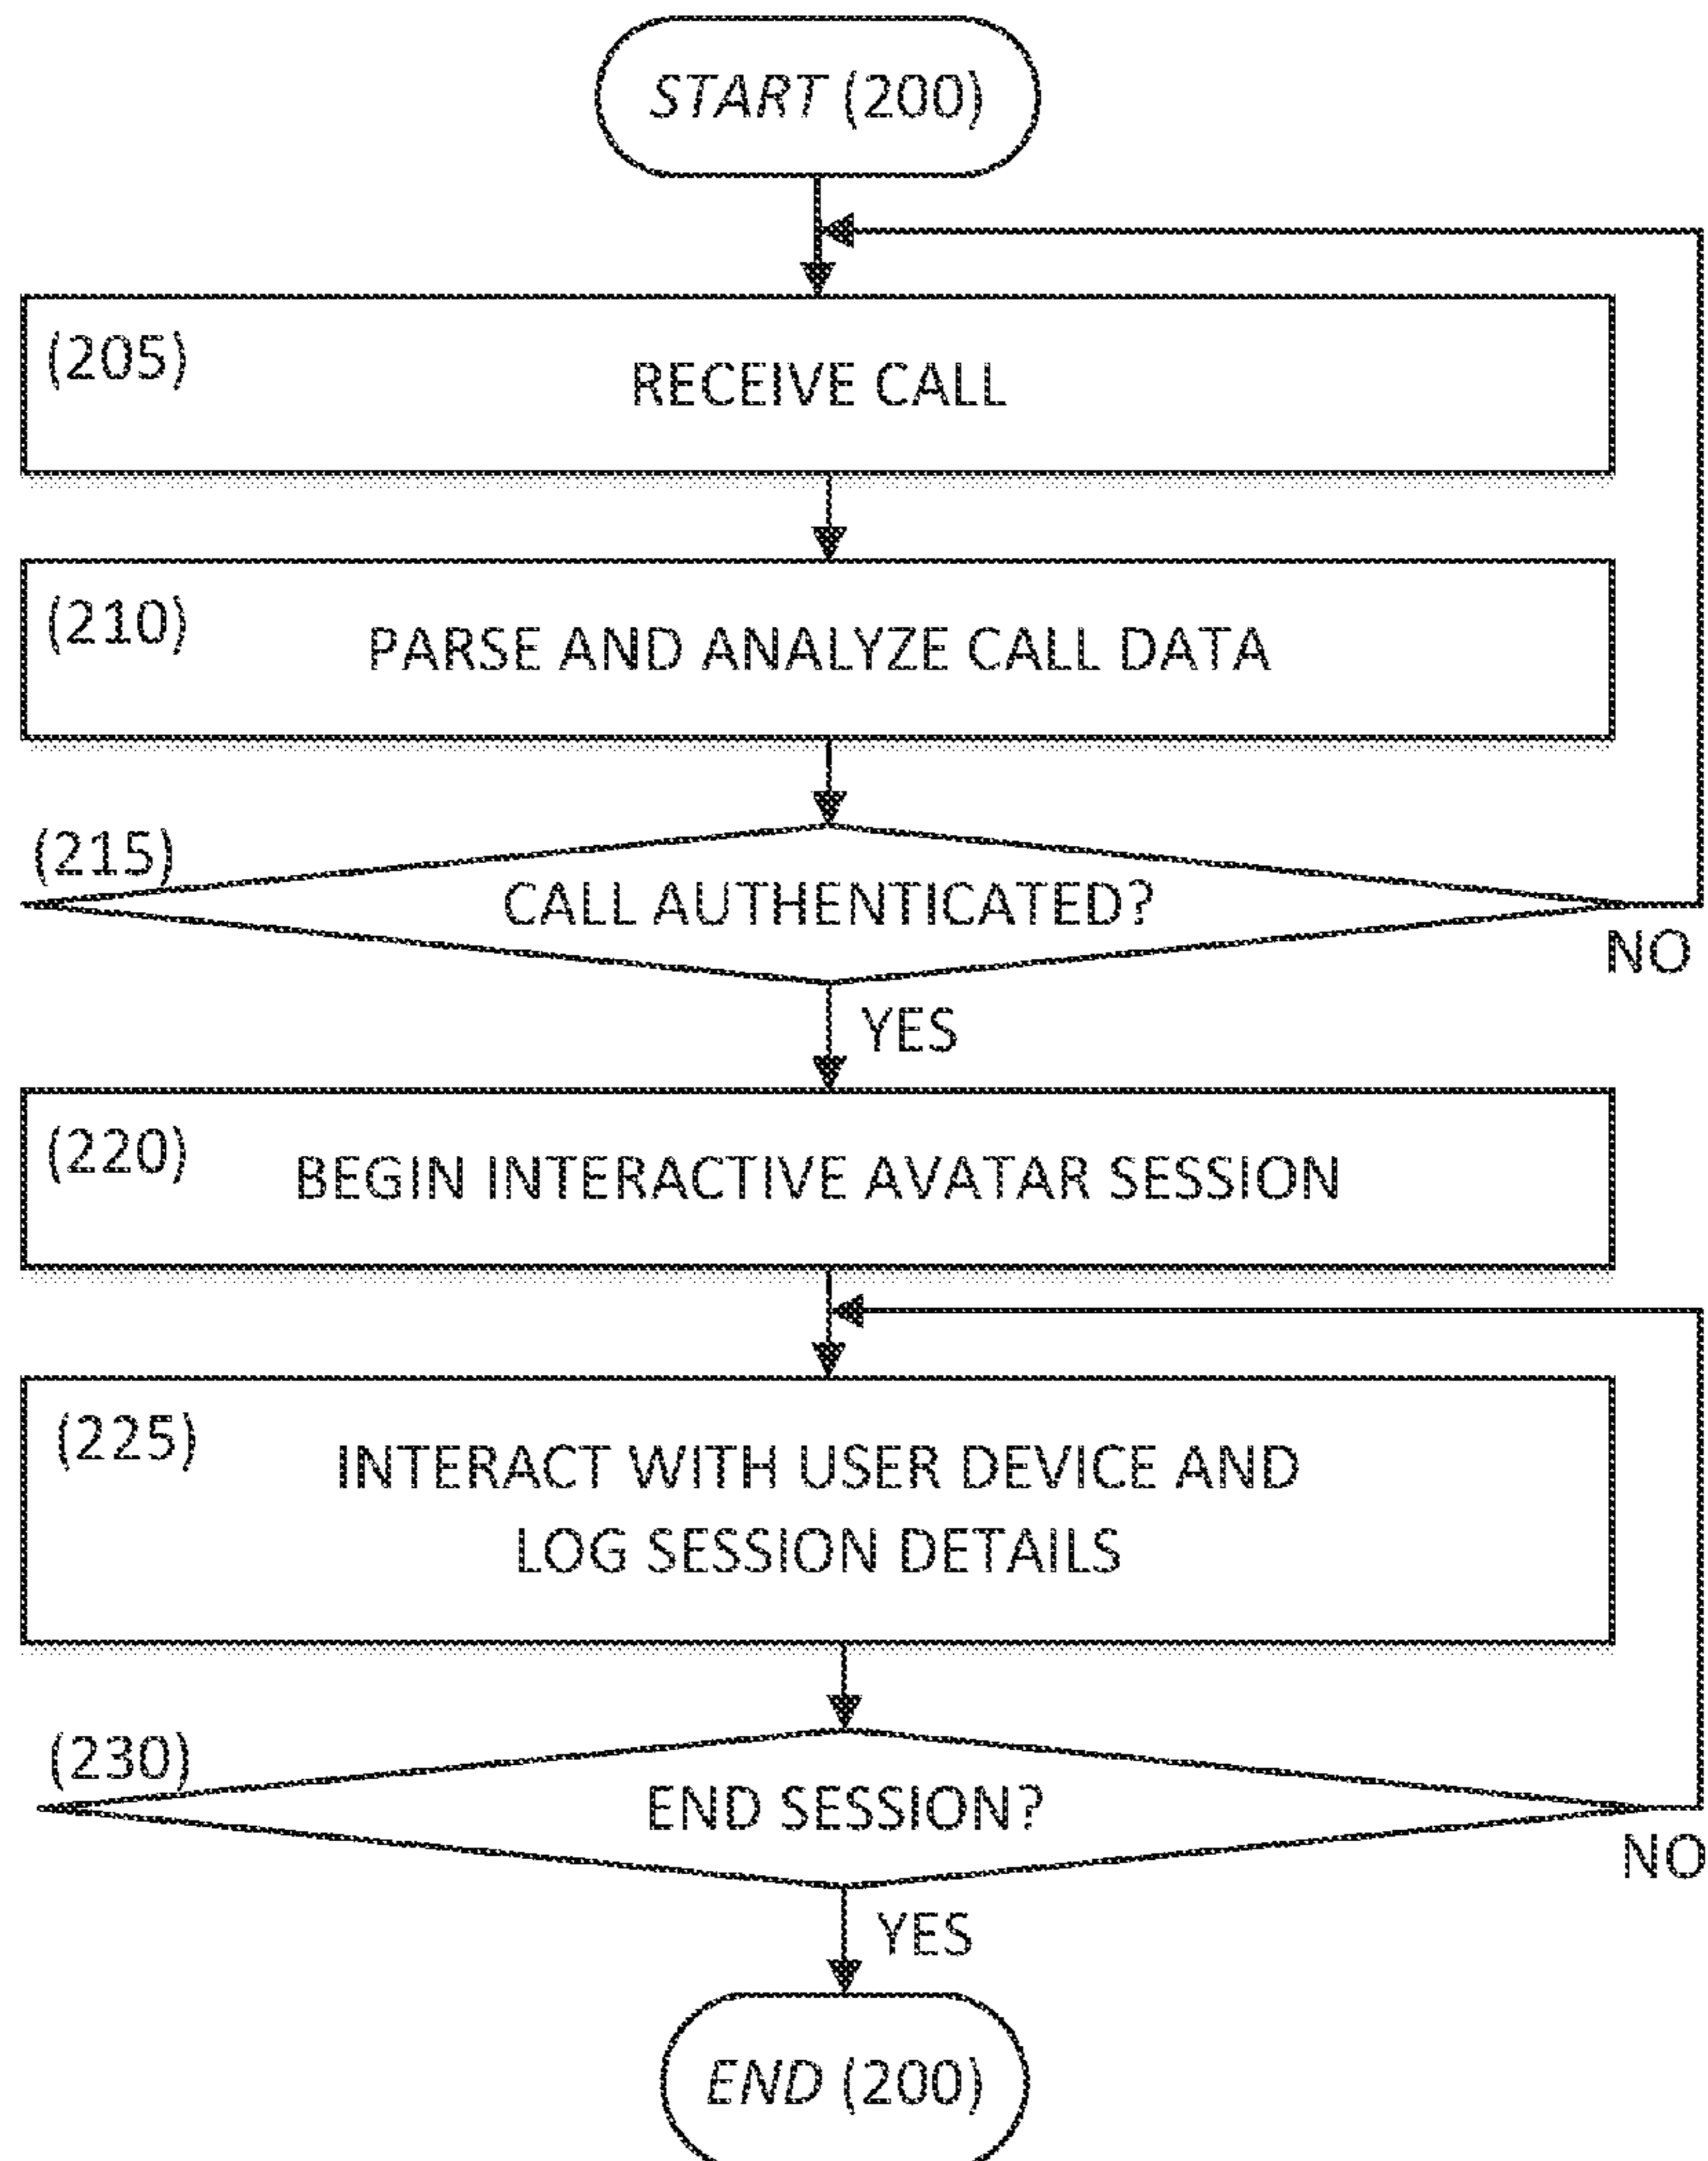 START (200)
(205)
RECEIVE CALL
(210)
PARSE AND ANALYZE CALL DATA
(215)
CALL AUTHENTICATED?
NO
YES
(220)
BEGIN INTERACTIVE AVATAR SESSION
(225)
INTERACT WITH USER DEVICE AND
LOG SESSION DETAILS
(230)
END SESSION?
NO
YES
END (200)